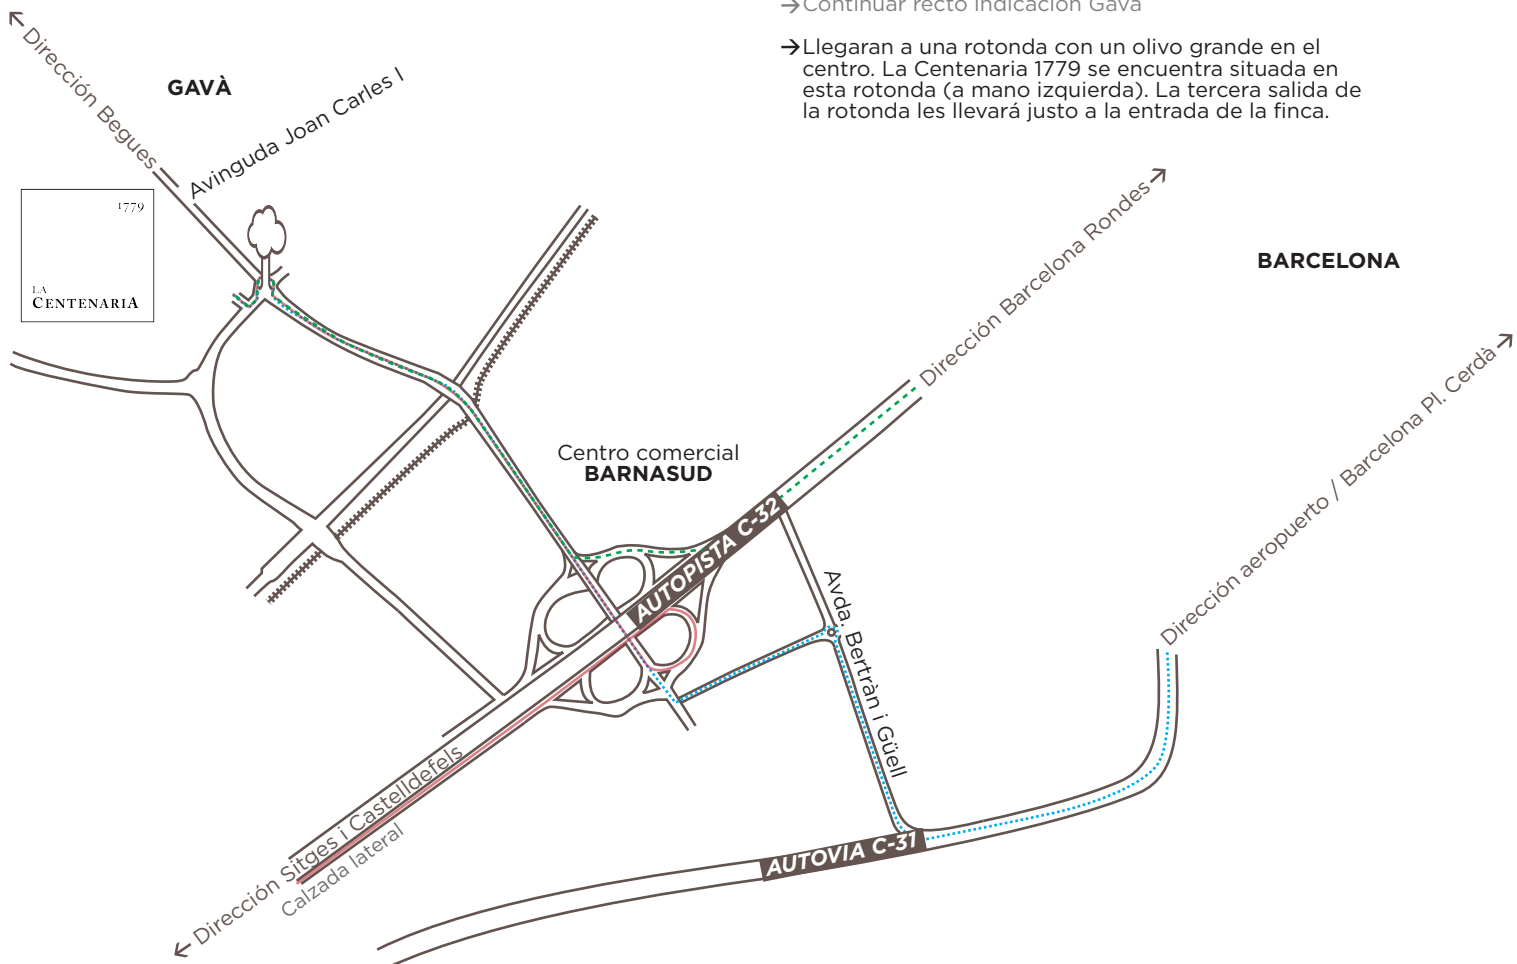 →Continuar recto indicación Gavà
→Llegaran a una rotonda con un olivo grande en el
centro. La Centenaria 1779 se encuentra situada en
esta rotonda (a mano izquierda). La tercera salida de
la rotonda les llevará justo a la entrada de la finca.
Dirección Begues
GAVÀ
Avinguda Joan Carles I
1779
LA
CENTENARIA
Dirección Barcelona Rondes
BARCELONA
Dirección aeropuerto / Barcelona Pl. Cerdà
Centro comercial
BARNASUD
AUTOPISTA C-32
Avda. Bertràn i Güell
AUTOVIA C-31
Dirección Sitges i Castelldefels
Calzada lateral